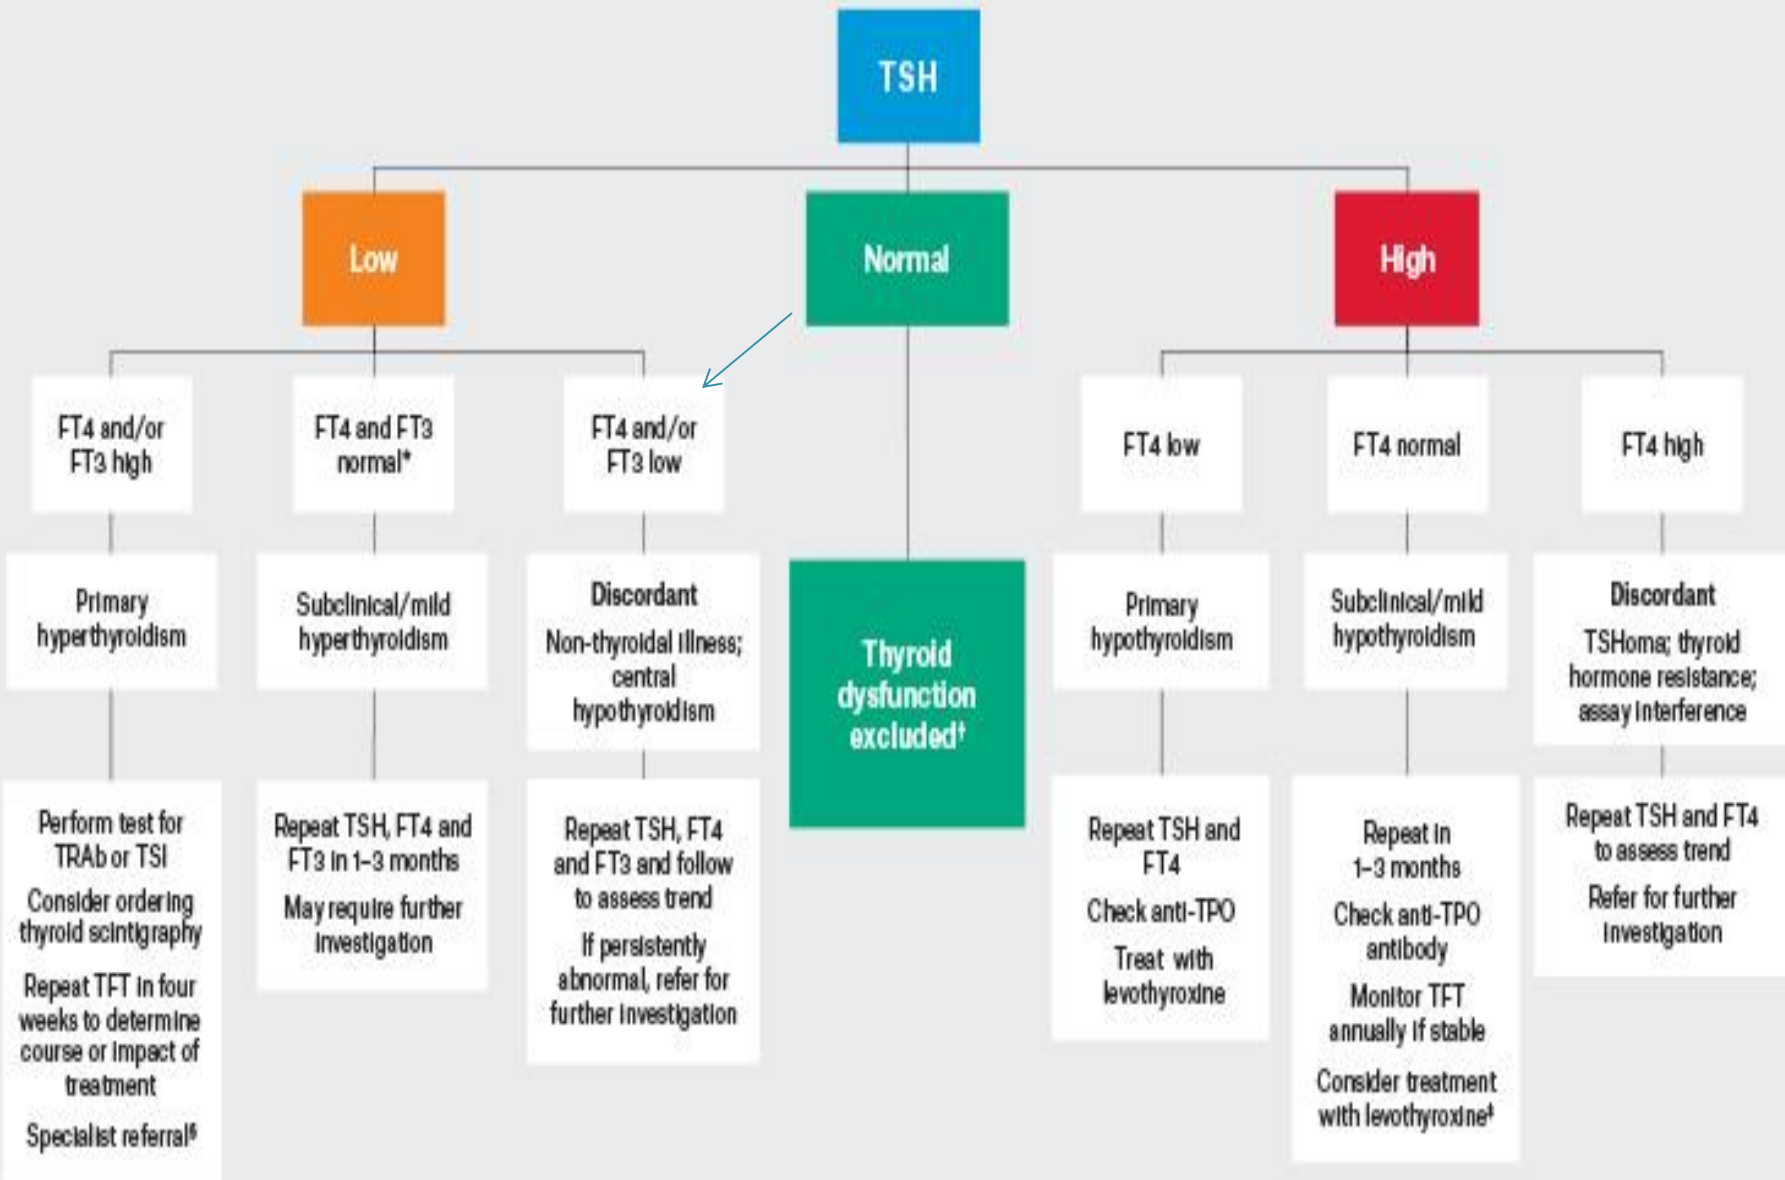 TSH
Low
Normal
High
FT4 and/or
FT3 high
FT4 and FT3
normal*
FT4 and/or
FT3 low
FT4 low
FT4 normal
FT4 high
Primary
hyperthyroidism
Subclinical/mild
hyperthyroidism
Discordant
Non-thyroidal illness;
central
hypothyroidism
Thyroid
dysfunction
excluded†
Primary
hypothyroidism
Subclinical/mild
hypothyroidism
Discordant
TSHoma; thyroid
hormone resistance;
assay interference
Perform test for
TRAb or TSI
Consider ordering
thyroid scintigraphy
Repeat TFT in four
weeks to determine
course or impact of
treatment
Specialist referral§
Repeat TSH, FT4 and
FT3 in 1–3 months
May require further
investigation
Repeat TSH, FT4
and FT3 and follow
to assess trend
If persistently
abnormal, refer for
further investigation
Repeat TSH and
FT4
Check anti-TPO
Treat with
levothyroxine
Repeat in
1–3 months
Check anti-TPO
antibody
Monitor TFT
annually if stable
Consider treatment
with levothyroxine‡
Repeat TSH and FT4
to assess trend
Refer for further
investigation